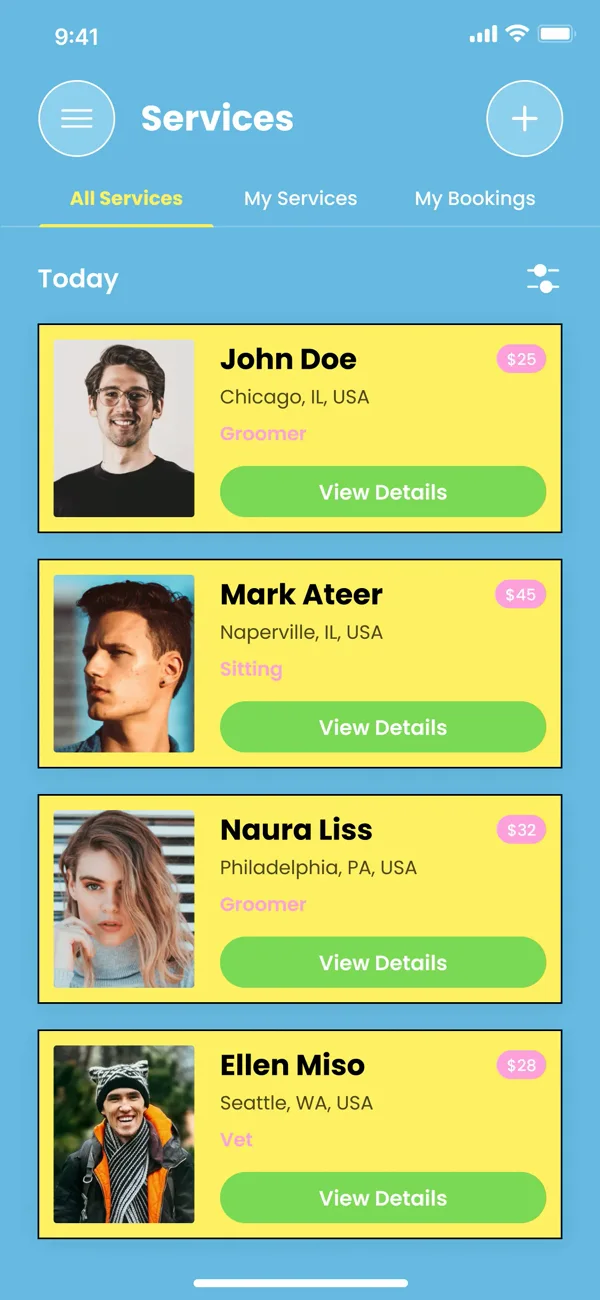 9:41
Services
All Services My Services My Bookings
Today
John Doe $25
Chicago, IL, USA
Groomer
View Details
Mark Ateer $45
Naperville, IL, USA
Sitting
View Details
Naura Liss $32
Philadelphia, PA, USA
Groomer
View Details
Ellen Miso $28
Seattle, WA, USA
Vet
View Details